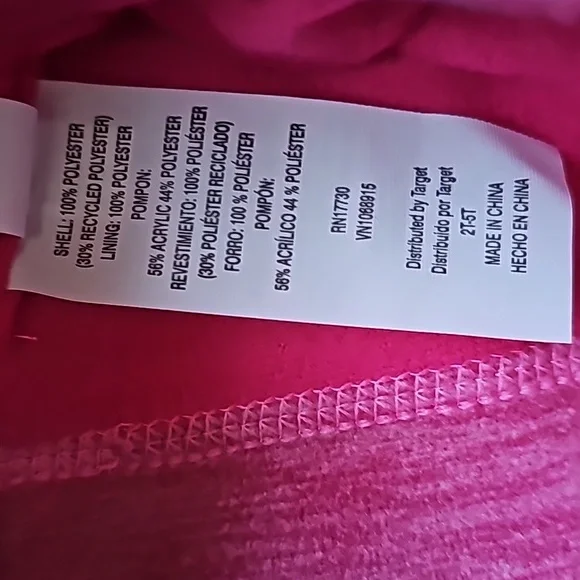 SHELL: 100% POLYESTER
(30% RECYCLED POLYESTER)
LINING: 100% POLYESTER
POMPON:
56% ACRYLIC 44% POLYESTER
REVESTIMIENTO: 100% POLIÉSTER
(30% POLIÉSTER RECICLADO)
FORRO: 100 % POLIÉSTER
POMPÓN:
56% ACRÍLICO 44 % POLIÉSTER
RN17730
VN1086915
Distributed by Target
Distribuido por Target
2T-5T
MADE IN CHINA
HECHO EN CHINA